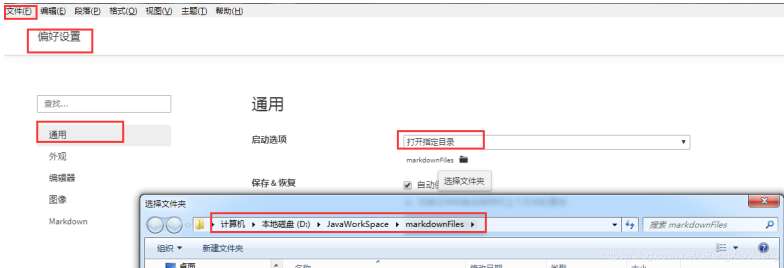 文件(F) 编辑(E) 段落(P) 格式(O) 视图(V) 主题(T) 帮助(H)
偏好设置
查找...
通用
外观
编辑器
图像
Markdown
通用
启动选项
打开指定目录
markdownFiles
保存 & 恢复
自动
选择文件夹
选择文件夹
计算机 ▸ 本地磁盘 (D:) ▸ JavaWorkSpace ▸ markdownFiles ▸
搜索 markdownFiles
组织 ▼ 新建文件夹
桌面
名称 修改日期 类型 大小